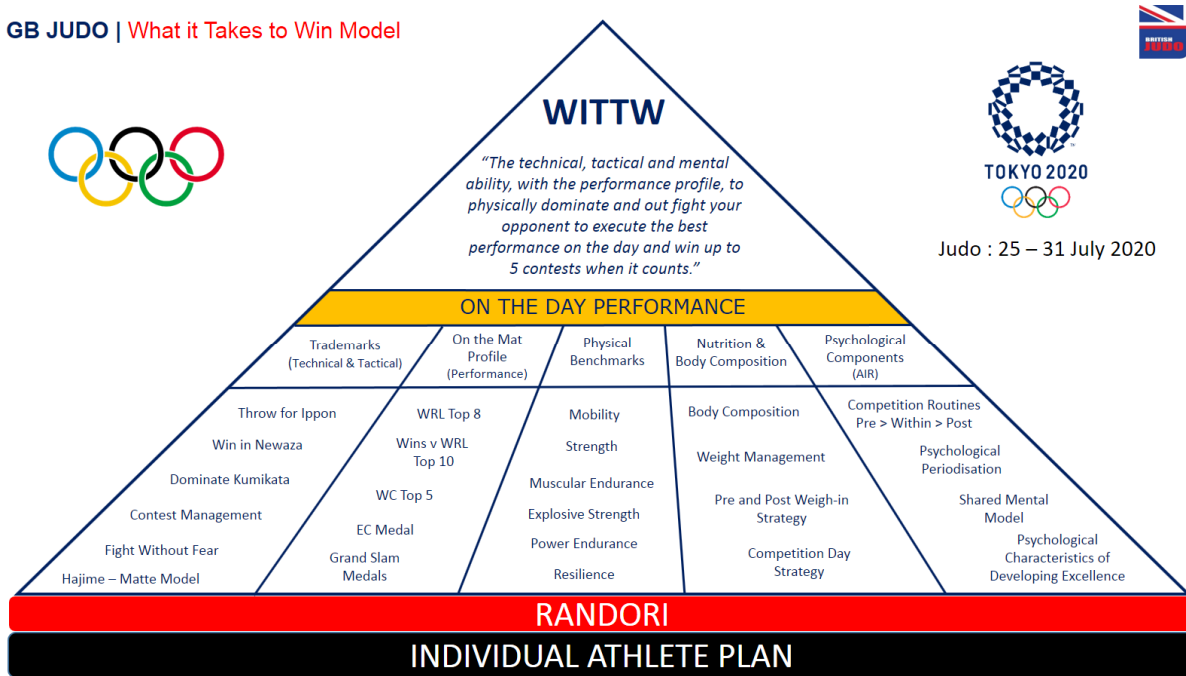 GB JUDO | What it Takes to Win Model
BRITISH
JUDO
WITTW
“The technical, tactical and mental
ability, with the performance profile, to
physically dominate and out fight your
opponent to execute the best
performance on the day and win up to
5 contests when it counts.”
TOKYO 2020
Judo : 25 – 31 July 2020
ON THE DAY PERFORMANCE
Trademarks
(Technical & Tactical)
On the Mat
Profile
(Performance)
Physical
Benchmarks
Nutrition &
Body Composition
Psychological
Components
(AIR)
Throw for Ippon
Win in Newaza
Dominate Kumikata
Contest Management
Fight Without Fear
Hajime – Matte Model
WRL Top 8
Wins v WRL
Top 10
WC Top 5
EC Medal
Grand Slam
Medals
Mobility
Strength
Muscular Endurance
Explosive Strength
Power Endurance
Resilience
Body Composition
Weight Management
Pre and Post Weigh-in
Strategy
Competition Day
Strategy
Competition Routines
Pre > Within > Post
Psychological
Periodisation
Shared Mental
Model
Psychological
Characteristics of
Developing Excellence
RANDORI
INDIVIDUAL ATHLETE PLAN